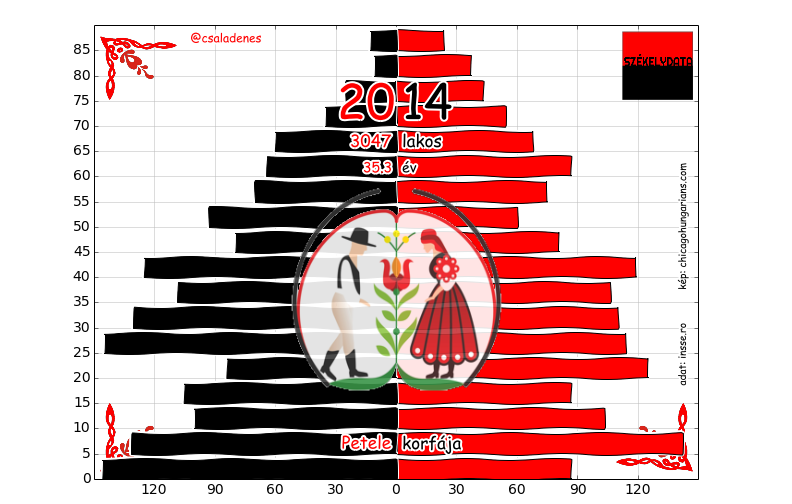 @csaladenes
SZÉKELYDATA
2014
3047 lakos
35.3 év
kép: chicagohungarians.com
adat: insse.ro
Petele korfája
85
80
75
70
65
60
55
50
45
40
35
30
25
20
15
10
5
0
120 90 60 30 0 30 60 90 120